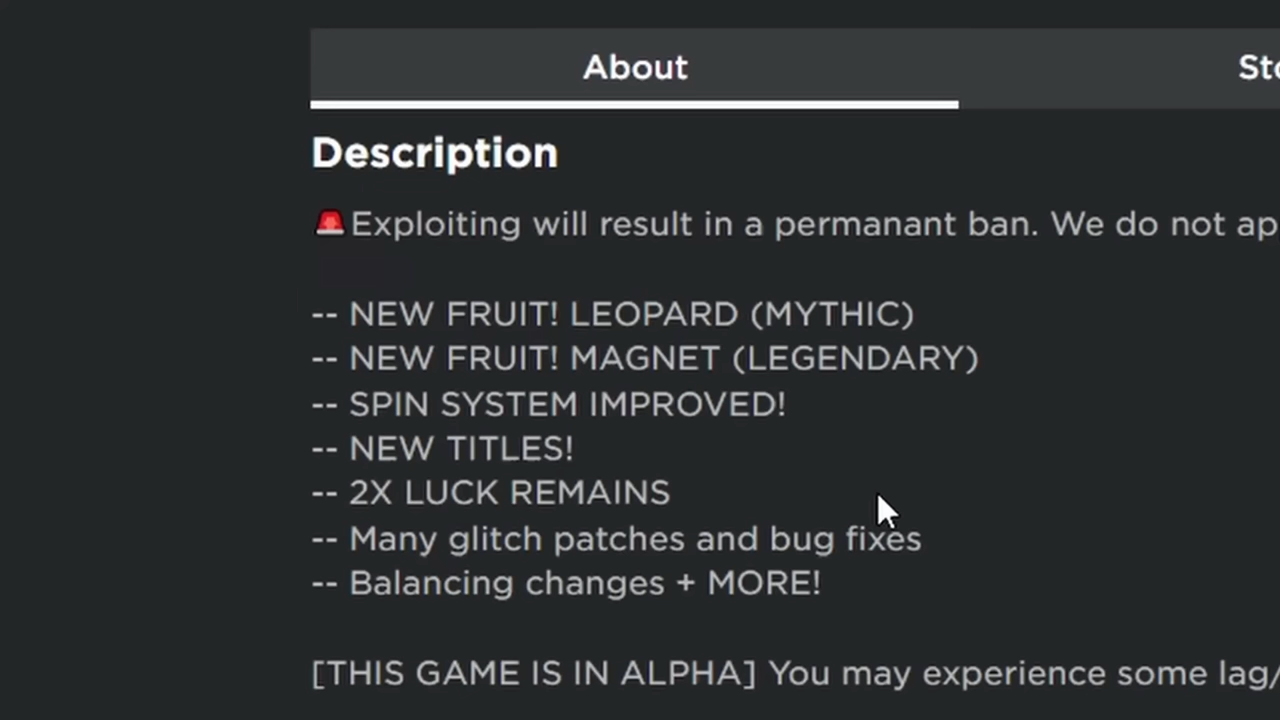 About
Description
🚨Exploiting will result in a permanant ban. We do not
-- NEW FRUIT! LEOPARD (MYTHIC)
-- NEW FRUIT! MAGNET (LEGENDARY)
-- SPIN SYSTEM IMPROVED!
-- NEW TITLES!
-- 2X LUCK REMAINS
-- Many glitch patches and bug fixes
-- Balancing changes + MORE!
[THIS GAME IS IN ALPHA] You may experience some lag/